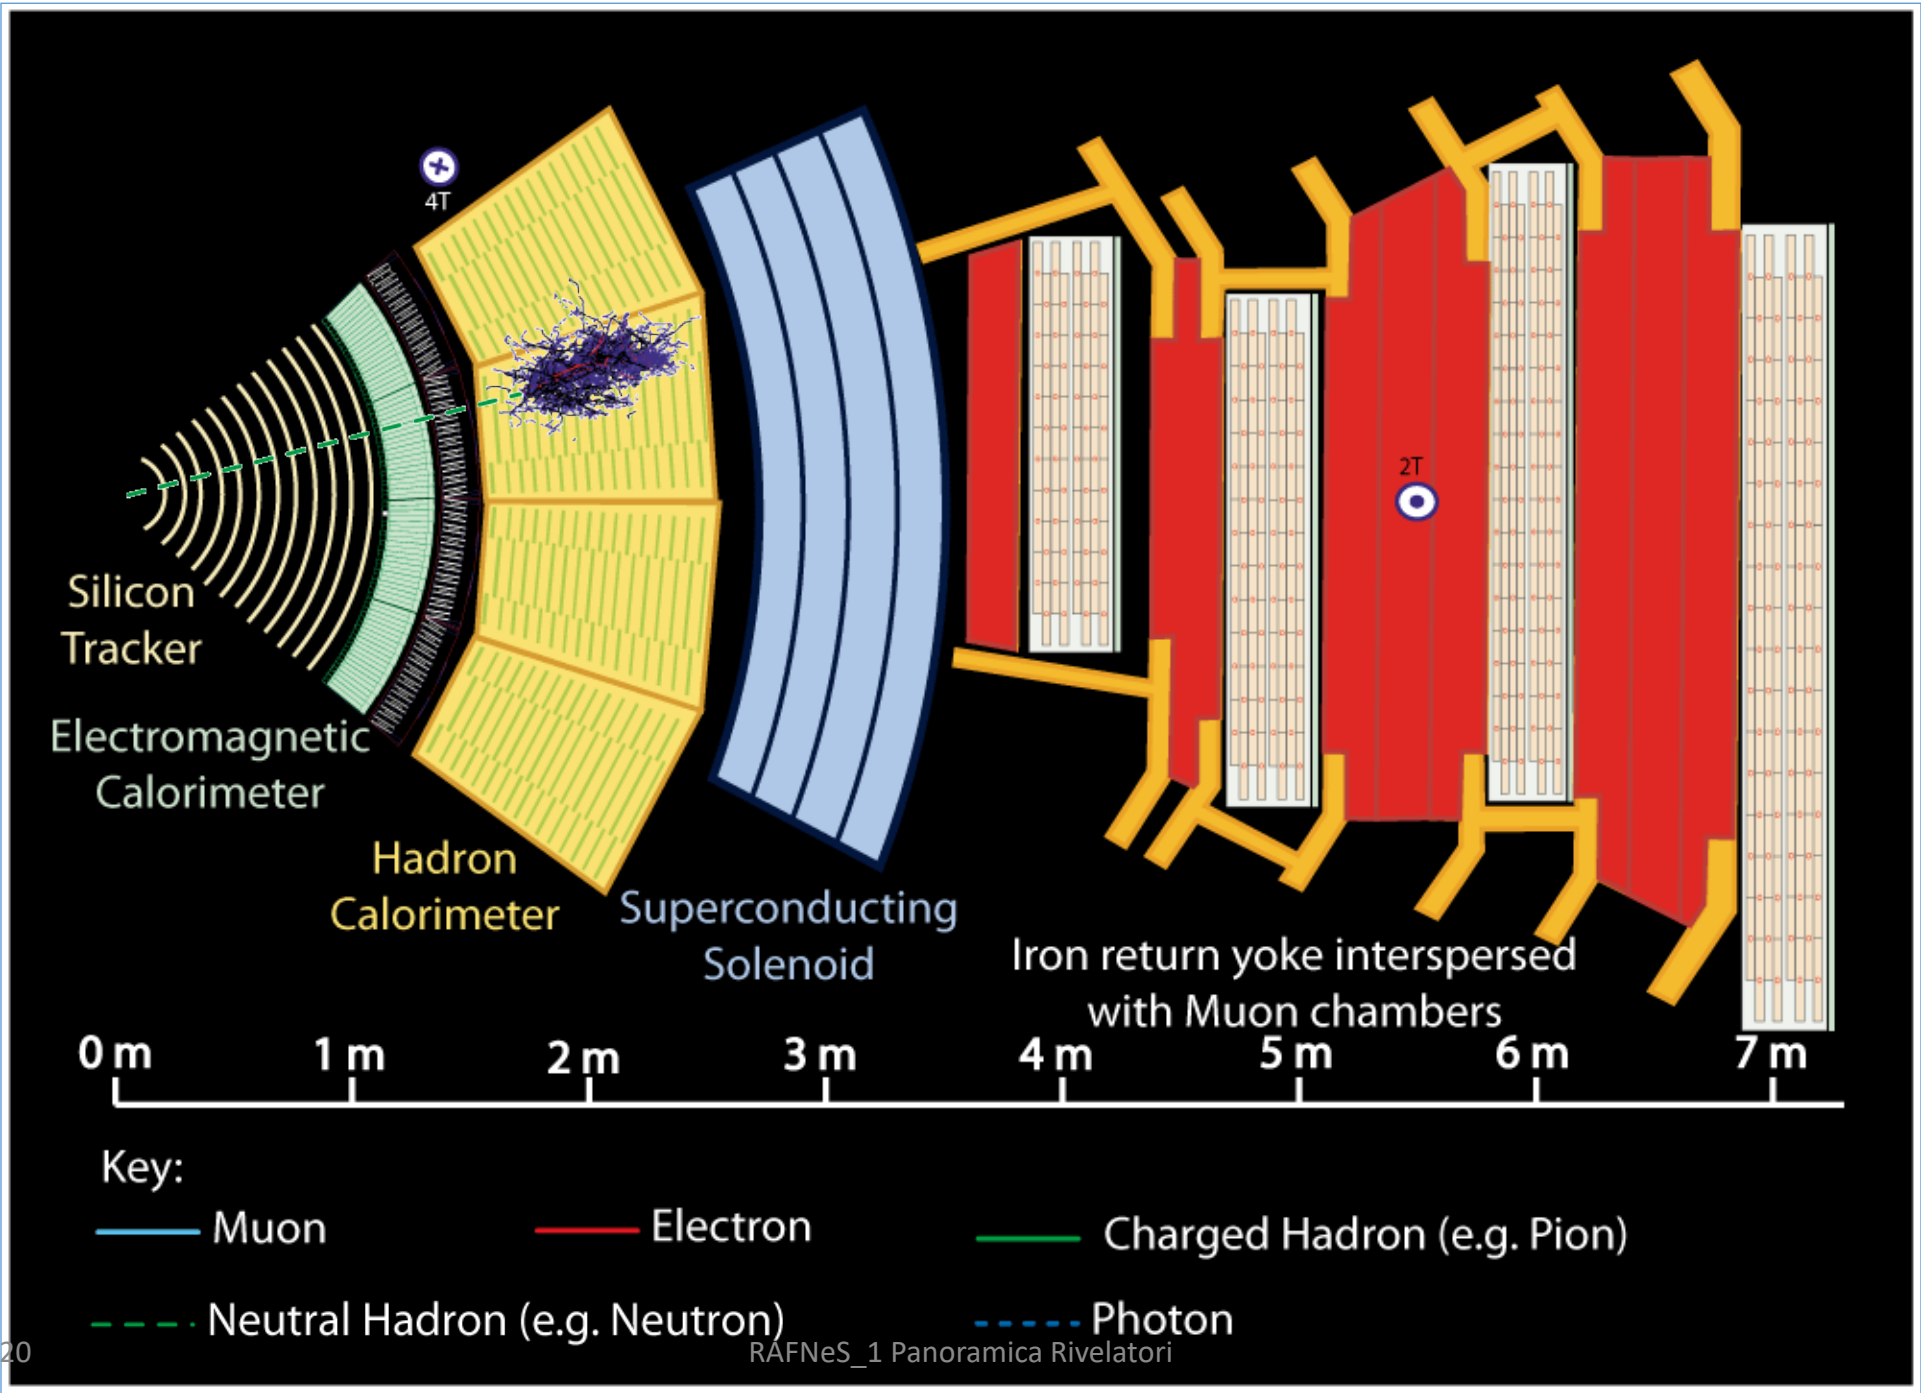 4T
2T
Silicon
Tracker
Electromagnetic
Calorimeter
Hadron
Calorimeter
Superconducting
Solenoid
Iron return yoke interspersed
with Muon chambers
0 m 1 m 2 m 3 m 4 m 5 m 6 m 7 m
Key:
Muon Electron Charged Hadron (e.g. Pion)
Neutral Hadron (e.g. Neutron) Photon
20 RAFNeS_1 Panoramica Rivelatori